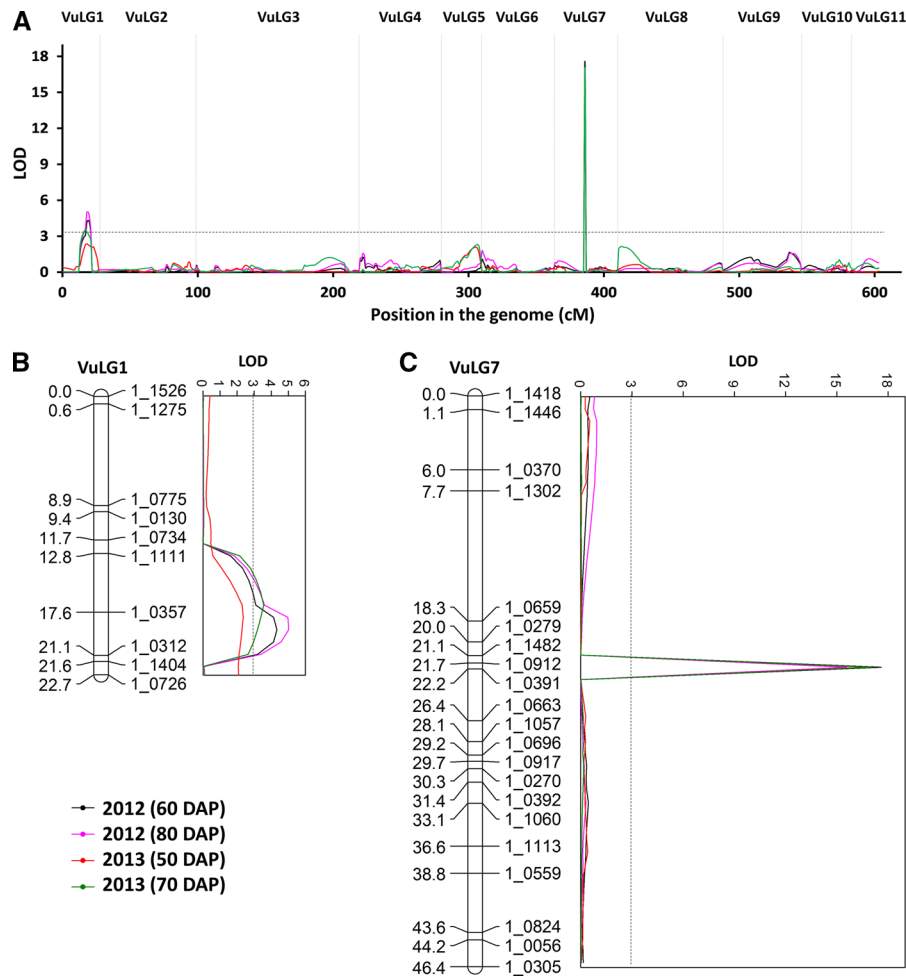 A
VuLG1 VuLG2 VuLG3 VuLG4 VuLG5 VuLG6 VuLG7 VuLG8 VuLG9 VuLG10 VuLG11
LOD
18
15
12
9
6
3
0
0 100 200 300 400 500 600
Position in the genome (cM)
B
VuLG1 LOD
0 1 2 3 4 5 6
0.0 1_1526
0.6 1_1275
8.9 1_0775
9.4 1_0130
11.7 1_0734
12.8 1_1111
17.6 1_0357
21.1 1_0312
21.6 1_1404
22.7 1_0726
2012 (60 DAP)
2012 (80 DAP)
2013 (50 DAP)
2013 (70 DAP)
C
VuLG7 LOD
0 3 6 9 12 15 18
0.0 1_1418
1.1 1_1446
6.0 1_0370
7.7 1_1302
18.3 1_0659
20.0 1_0279
21.1 1_1482
21.7 1_0912
22.2 1_0391
26.4 1_0663
28.1 1_1057
29.2 1_0696
29.7 1_0917
30.3 1_0270
31.4 1_0392
33.1 1_1060
36.6 1_1113
38.8 1_0559
43.6 1_0824
44.2 1_0056
46.4 1_0305